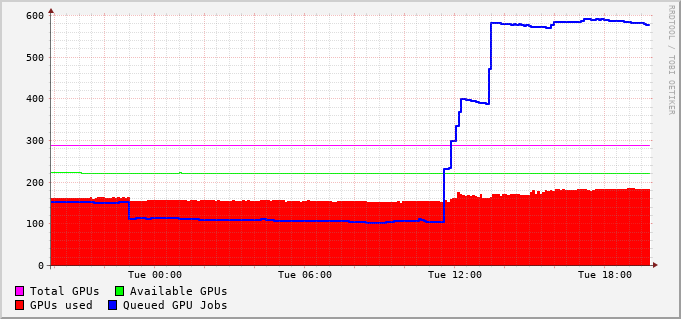 600
500
400
300
200
100
0
Tue 00:00 Tue 06:00 Tue 12:00 Tue 18:00
Total GPUs Available GPUs
GPUs used Queued GPU Jobs
RRDTOOL / TOBI OETIKER